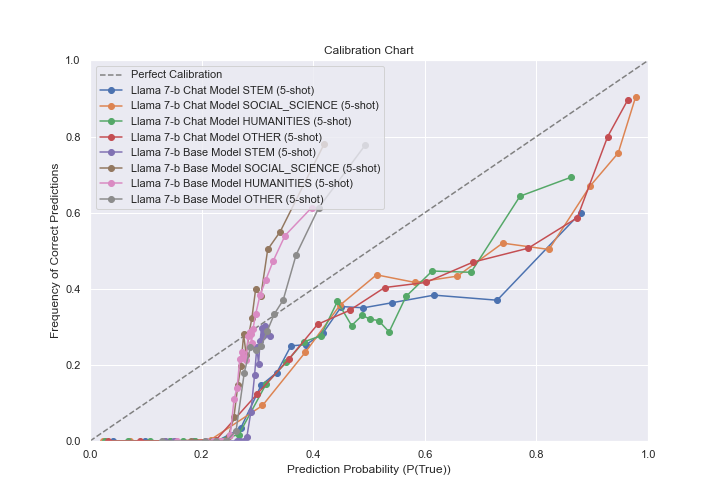 Calibration Chart
1.0
0.8
0.6
0.4
0.2
0.0
Frequency of Correct Predictions
Perfect Calibration
Llama 7-b Chat Model STEM (5-shot)
Llama 7-b Chat Model SOCIAL_SCIENCE (5-shot)
Llama 7-b Chat Model HUMANITIES (5-shot)
Llama 7-b Chat Model OTHER (5-shot)
Llama 7-b Base Model STEM (5-shot)
Llama 7-b Base Model SOCIAL_SCIENCE (5-shot)
Llama 7-b Base Model HUMANITIES (5-shot)
Llama 7-b Base Model OTHER (5-shot)
0.0 0.2 0.4 0.6 0.8 1.0
Prediction Probability (P(True))